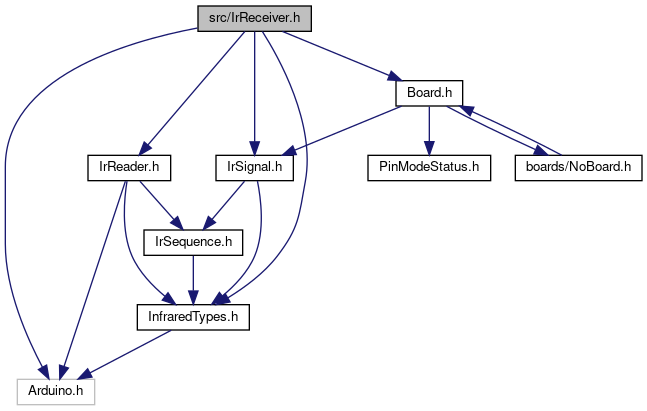 src/IrReceiver.h
Board.h
IrReader.h
IrSignal.h
PinModeStatus.h
boards/NoBoard.h
IrSequence.h
InfraredTypes.h
Arduino.h